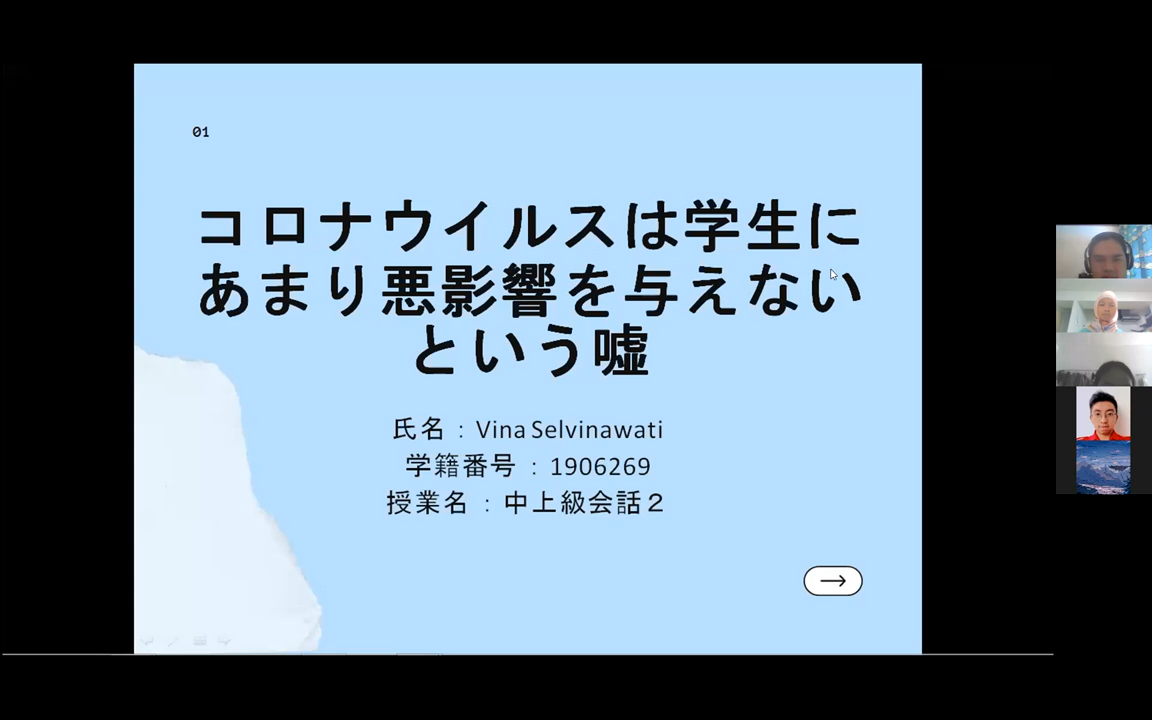 01
コロナウイルスは学生に
あまり悪影響を与えない
という嘘
氏名 : Vina Selvinawati
学籍番号 : 1906269
授業名 : 中上級会話２